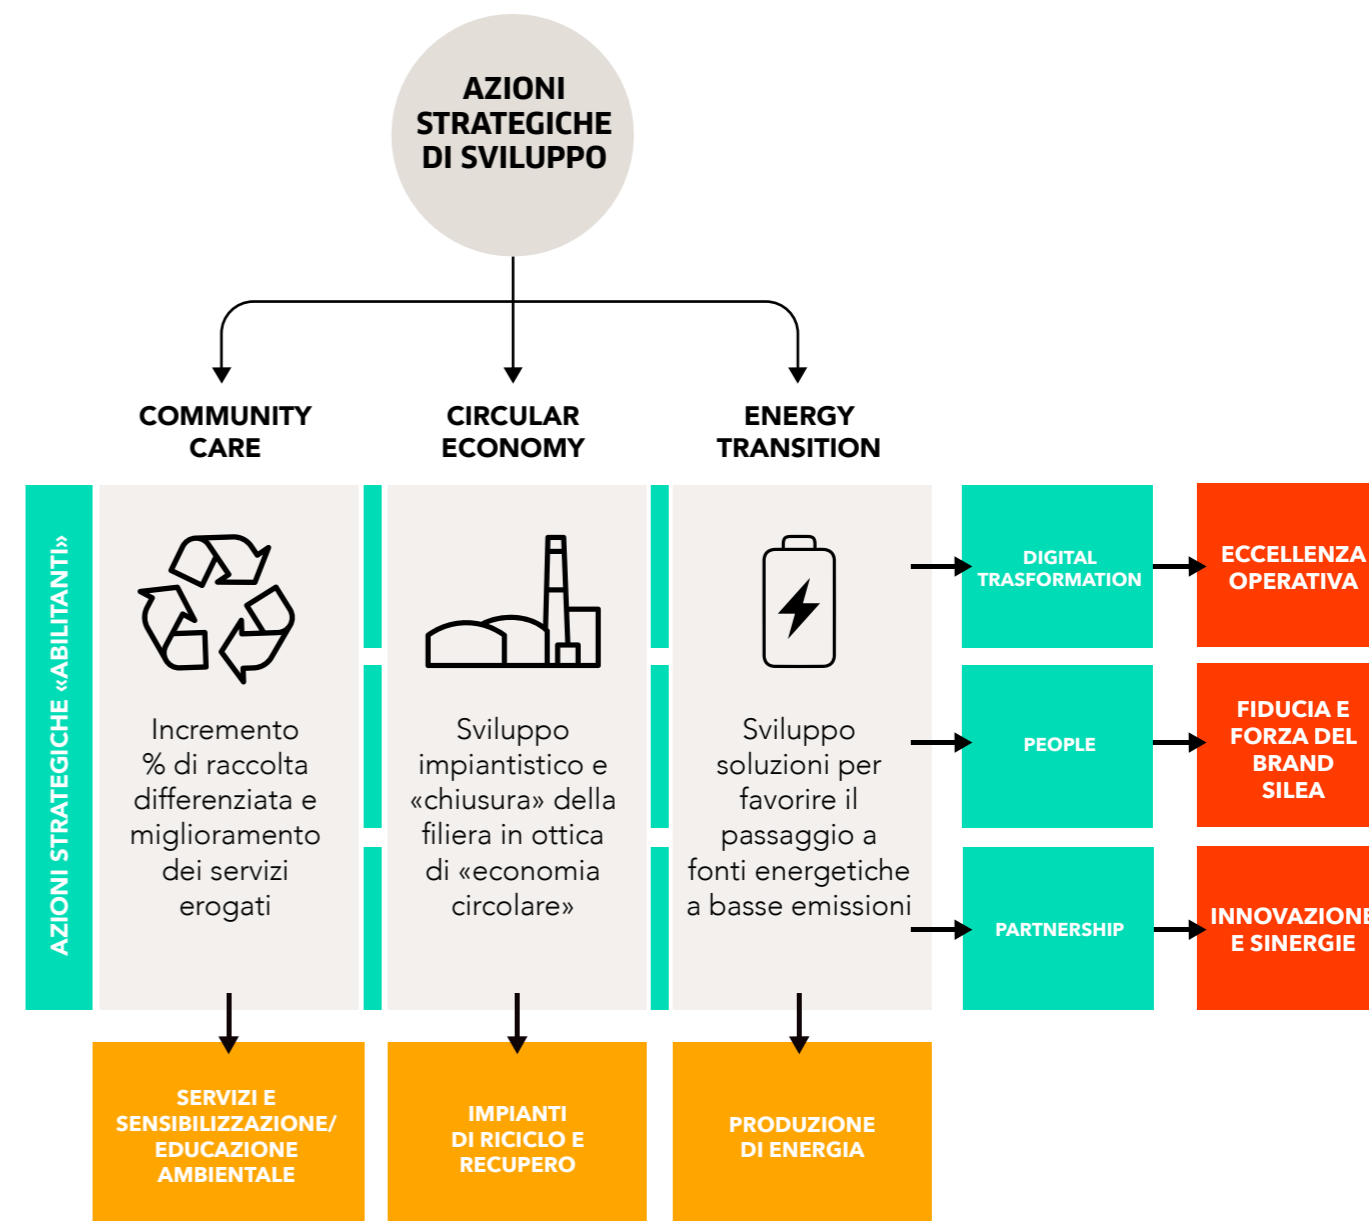 AZIONI
STRATEGICHE
DI SVILUPPO
COMMUNITY
CARE
CIRCULAR
ECONOMY
ENERGY
TRANSITION
AZIONI STRATEGICHE «ABILITANTI»
Incremento
% di raccolta
differenziata e
miglioramento
dei servizi
erogati
Sviluppo
impiantistico e
«chiusura» della
filiera in ottica
di «economia
circolare»
Sviluppo
soluzioni per
favorire il
passaggio a
fonti energetiche
a basse emissioni
DIGITAL
TRASFORMATION
ECCELLENZA
OPERATIVA
PEOPLE
FIDUCIA E
FORZA DEL
BRAND
SILEA
PARTNERSHIP
INNOVAZIONE
E SINERGIE
SERVIZI E
SENSIBILIZZAZIONE/
EDUCAZIONE
AMBIENTALE
IMPIANTI
DI RICICLO E
RECUPERO
PRODUZIONE
DI ENERGIA